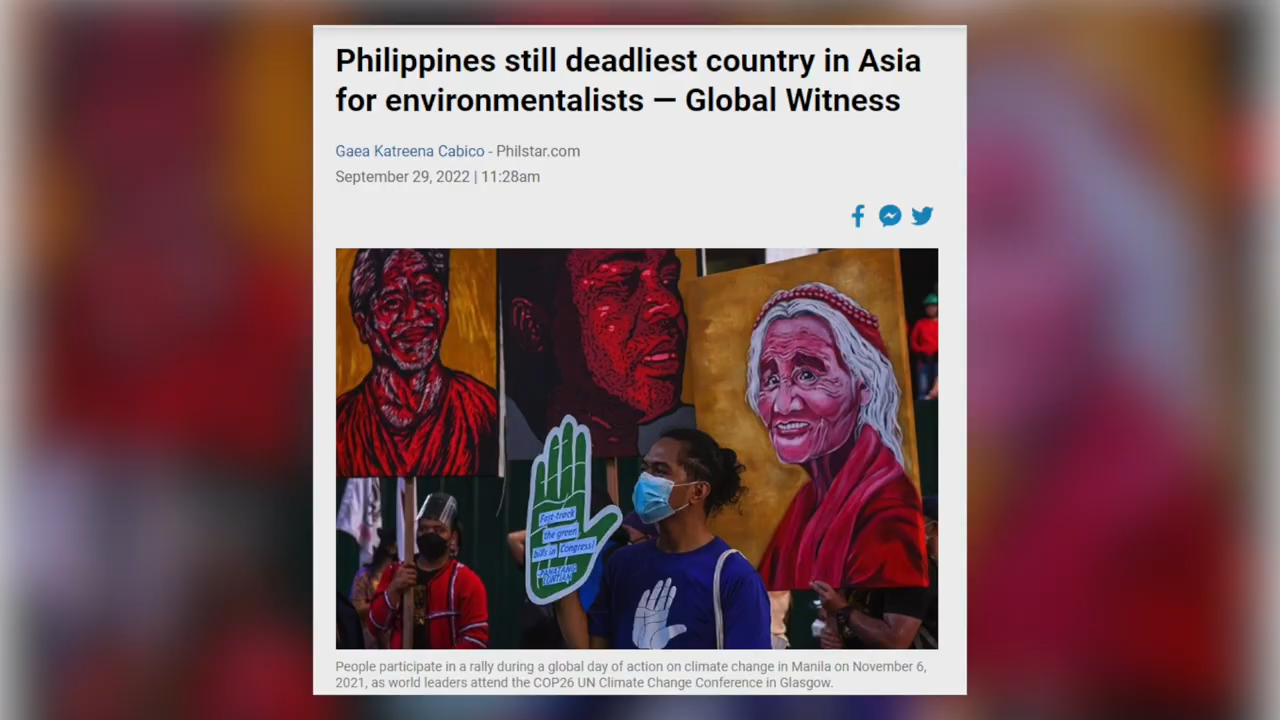 Philippines still deadliest country in Asia
for environmentalists — Global Witness
Gaea Katreena Cabico - Philstar.com
September 29, 2022 | 11:28am
Fast-track
the green
bills in Congress!
People participate in a rally during a global day of action on climate change in Manila on November 6,
2021, as world leaders attend the COP26 UN Climate Change Conference in Glasgow.